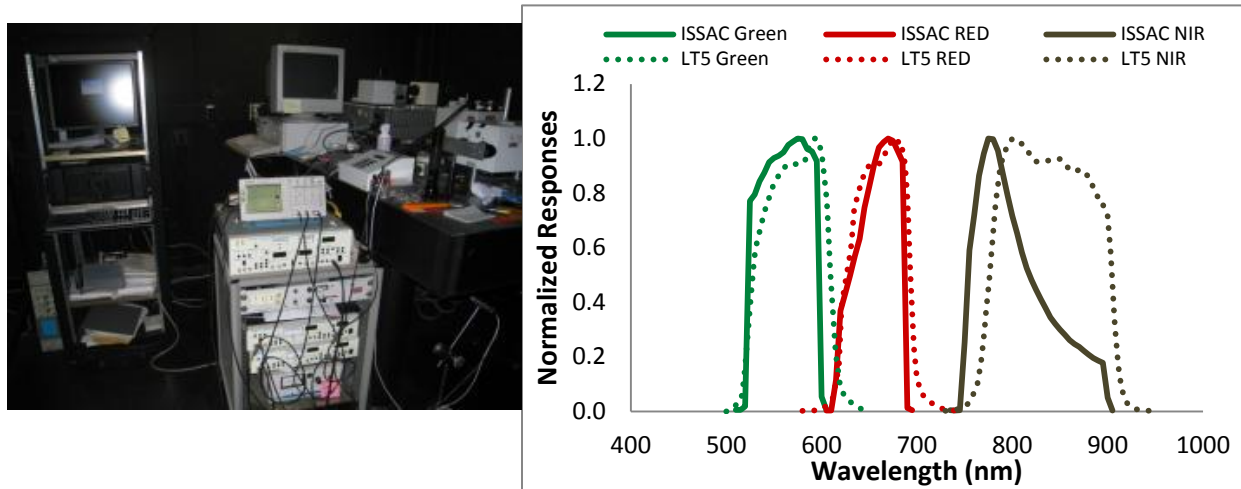 ISSAC Green ISSAC RED ISSAC NIR
LT5 Green LT5 RED LT5 NIR
1.2
1.0
0.8
0.6
0.4
0.2
0.0
Normalized Responses
400 500 600 700 800 900 1000
Wavelength (nm)